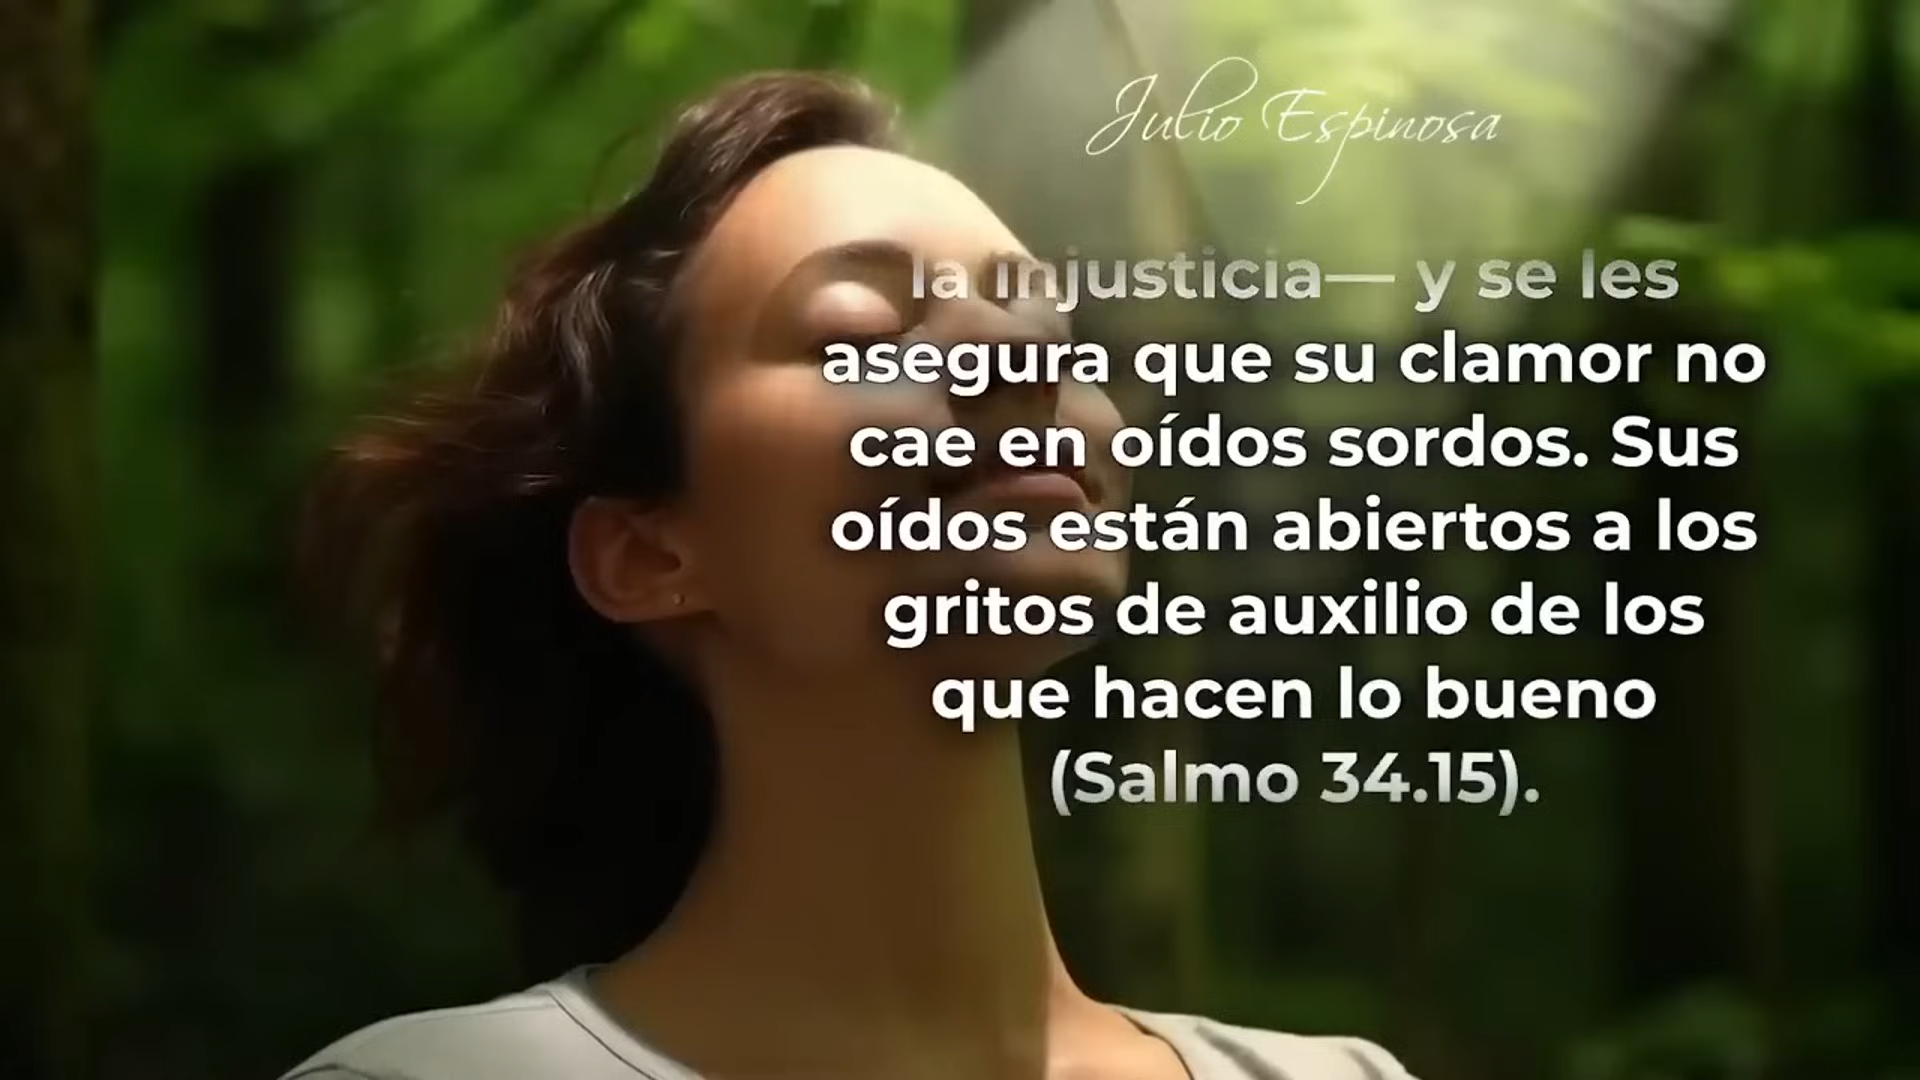 Julio Espinosa
la injusticia— y se les
asegura que su clamor no
cae en oídos sordos. Sus
oídos están abiertos a los
gritos de auxilio de los
que hacen lo bueno
(Salmo 34.15).